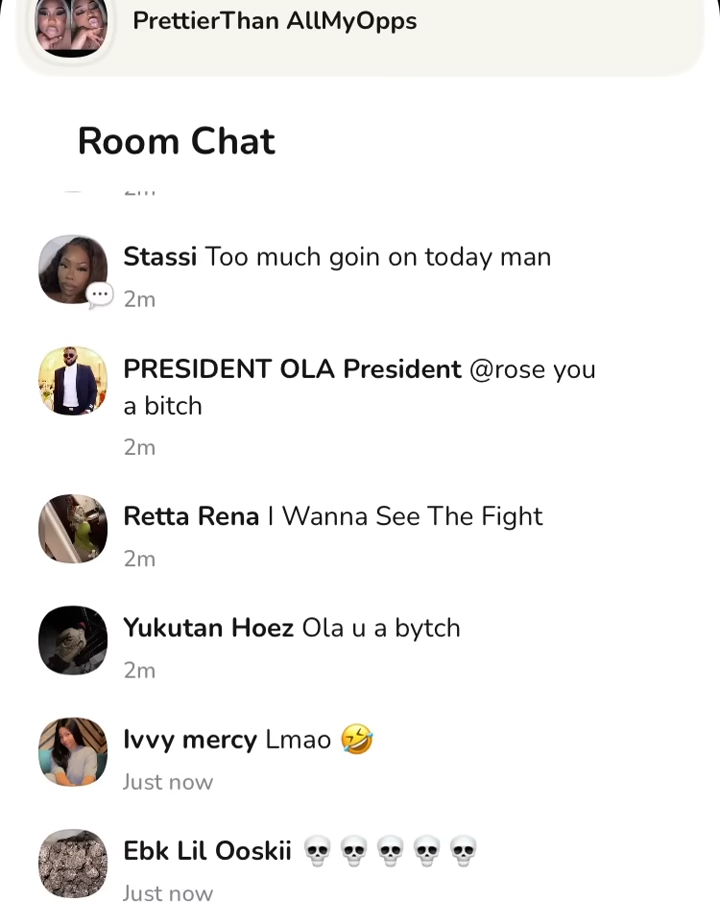 PrettierThan AllMyOpps
Room Chat
Stassi Too much goin on today man
2m
PRESIDENT OLA President @rose you
a bitch
2m
Retta Rena I Wanna See The Fight
2m
Yukutan Hoez Ola u a bytch
2m
Ivvy mercy Lmao 🤣
Just now
Ebk Lil Ooskii 💀💀💀💀💀
Just now